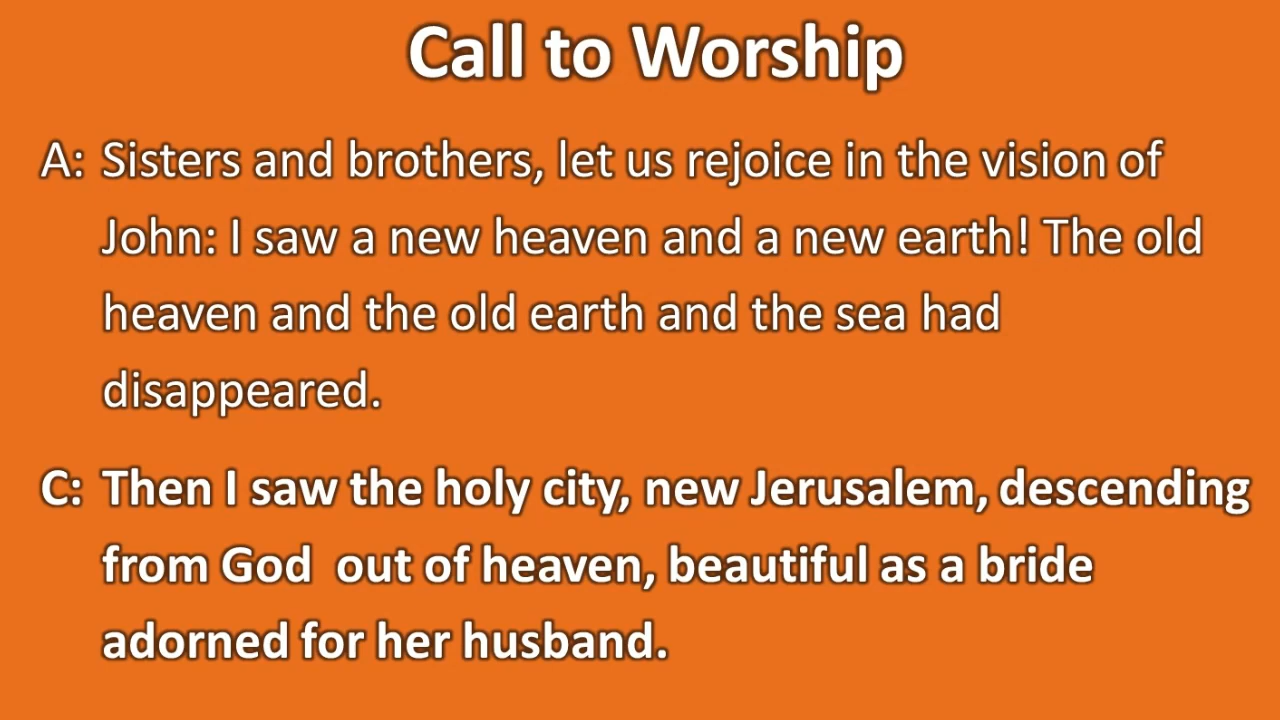 Call to Worship
A: Sisters and brothers, let us rejoice in the vision of
John: I saw a new heaven and a new earth! The old
heaven and the old earth and the sea had
disappeared.
C: Then I saw the holy city, new Jerusalem, descending
from God  out of heaven, beautiful as a bride
adorned for her husband.